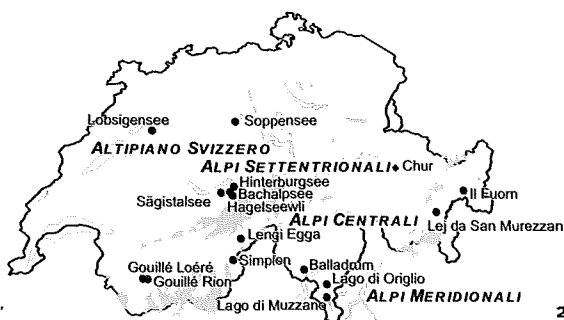 Lobsigensee
Soppensee
ALTIPIANO SVIZZERO
ALPI SETTENTRIONALI
Chur
Hinterburgsee
Bachalpsee
Sägistalsee
Hagelseewli
Il Fuorn
ALPI CENTRALI
Lej da San Murezzan
Lengi Egga
Simplon
Gouillé Loéré
Gouillé Rion
Balladrum
Lago di Origlio
ALPI MERIDIONALI
Lago di Muzzano
2